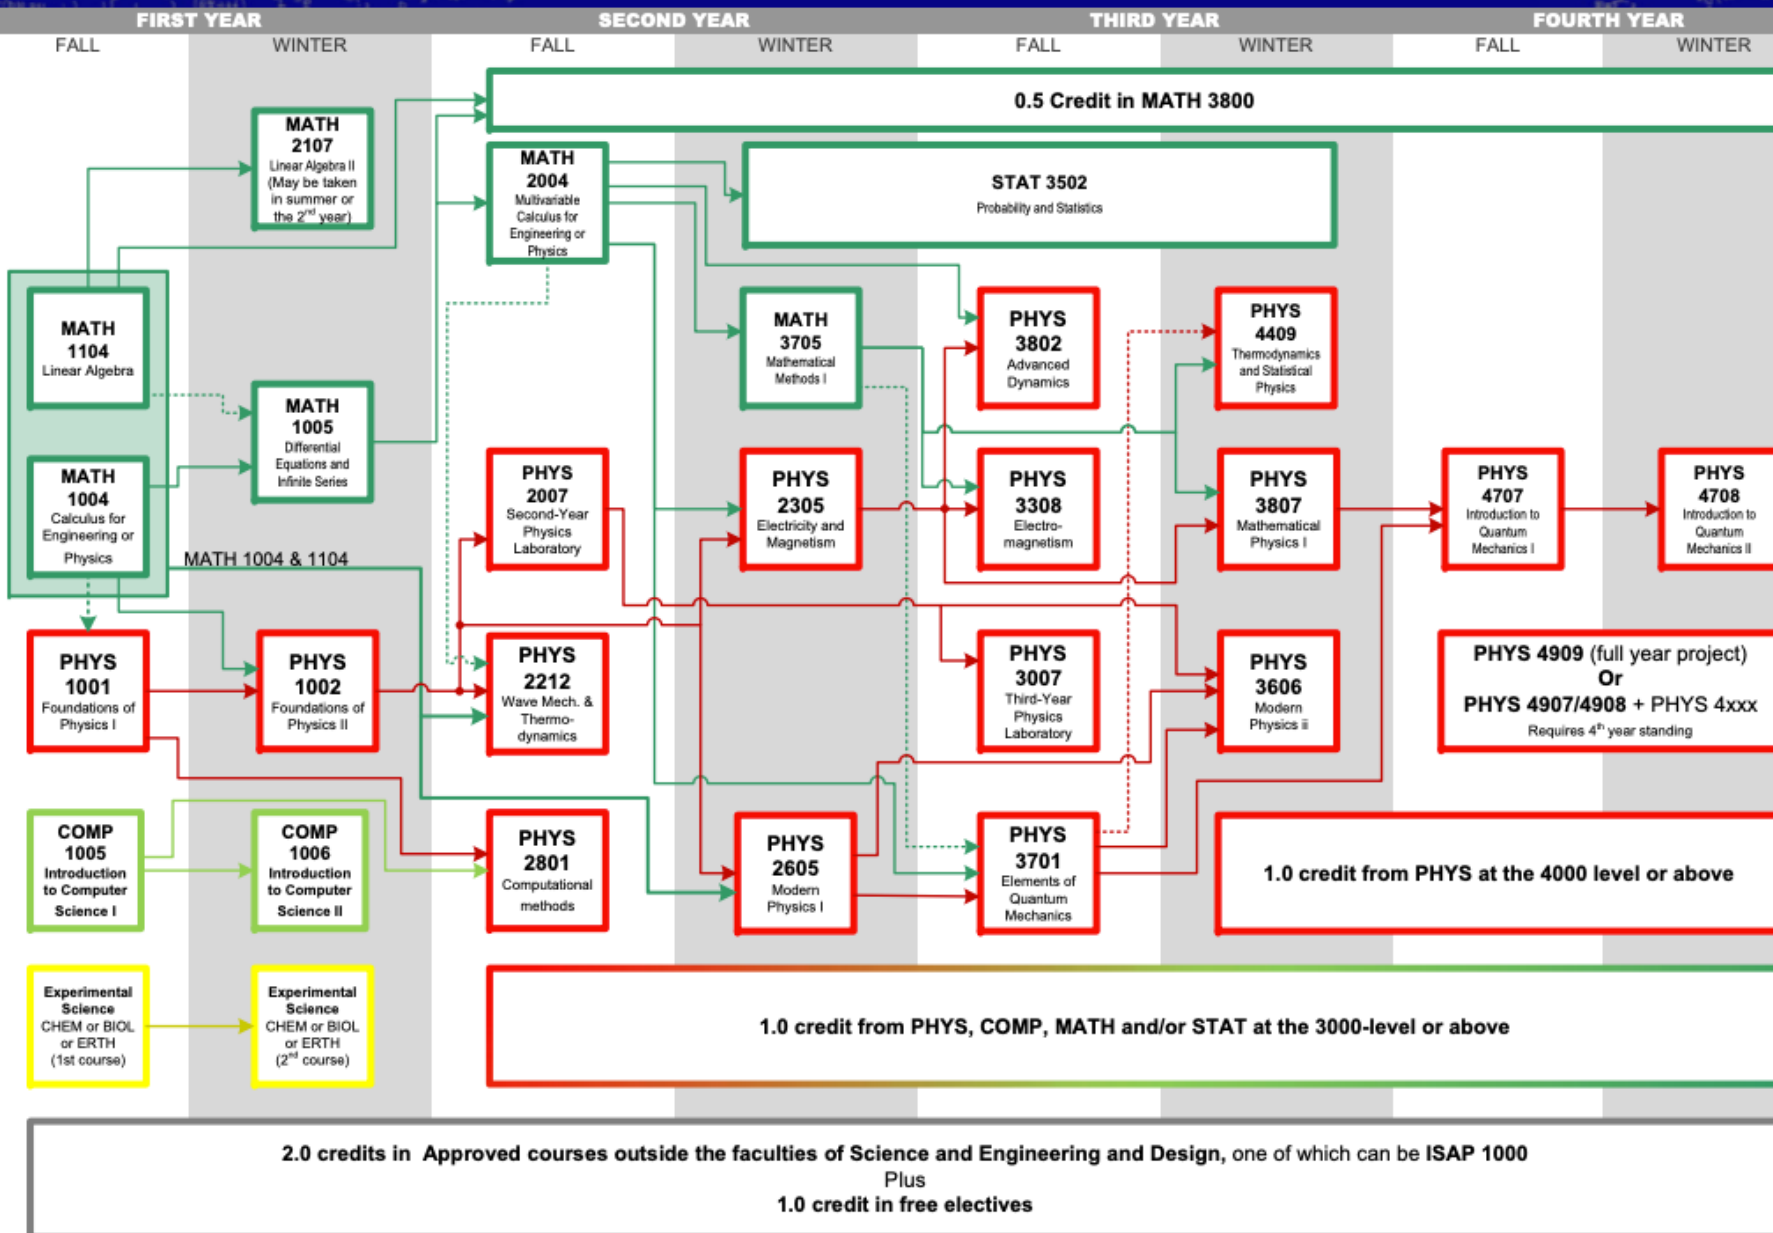 FIRST YEAR
SECOND YEAR
THIRD YEAR
FOURTH YEAR
FALL
WINTER
FALL
WINTER
FALL
WINTER
FALL
WINTER
0.5 Credit in MATH 3800
MATH
2107
Linear Algebra II
(May be taken
in summer or
the 2nd year)
MATH
2004
Multivariable
Calculus for
Engineering or
Physics
STAT 3502
Probability and Statistics
MATH
1104
Linear Algebra
MATH
3705
Mathematical
Methods I
PHYS
3802
Advanced
Dynamics
PHYS
4409
Thermodynamics
and Statistical
Physics
MATH
1005
Differential
Equations and
Infinite Series
MATH
1004
Calculus for
Engineering or
Physics
PHYS
2007
Second-Year
Physics
Laboratory
PHYS
2305
Electricity and
Magnetism
PHYS
3308
Electro-
magnetism
PHYS
3807
Mathematical
Physics I
PHYS
4707
Introduction to
Quantum
Mechanics I
PHYS
4708
Introduction to
Quantum
Mechanics II
MATH 1004 & 1104
PHYS
1001
Foundations of
Physics I
PHYS
1002
Foundations of
Physics II
PHYS
2212
Wave Mech. &
Thermo-
dynamics
PHYS
3007
Third-Year
Physics
Laboratory
PHYS
3606
Modern
Physics ii
PHYS 4909 (full year project)
Or
PHYS 4907/4908 + PHYS 4xxx
Requires 4th year standing
COMP
1005
Introduction
to Computer
Science I
COMP
1006
Introduction
to Computer
Science II
PHYS
2801
Computational
methods
PHYS
2605
Modern
Physics I
PHYS
3701
Elements of
Quantum
Mechanics
1.0 credit from PHYS at the 4000 level or above
Experimental
Science
CHEM or BIOL
or ERTH
(1st course)
Experimental
Science
CHEM or BIOL
or ERTH
(2nd course)
1.0 credit from PHYS, COMP, MATH and/or STAT at the 3000-level or above
2.0 credits in Approved courses outside the faculties of Science and Engineering and Design, one of which can be ISAP 1000
Plus
1.0 credit in free electives